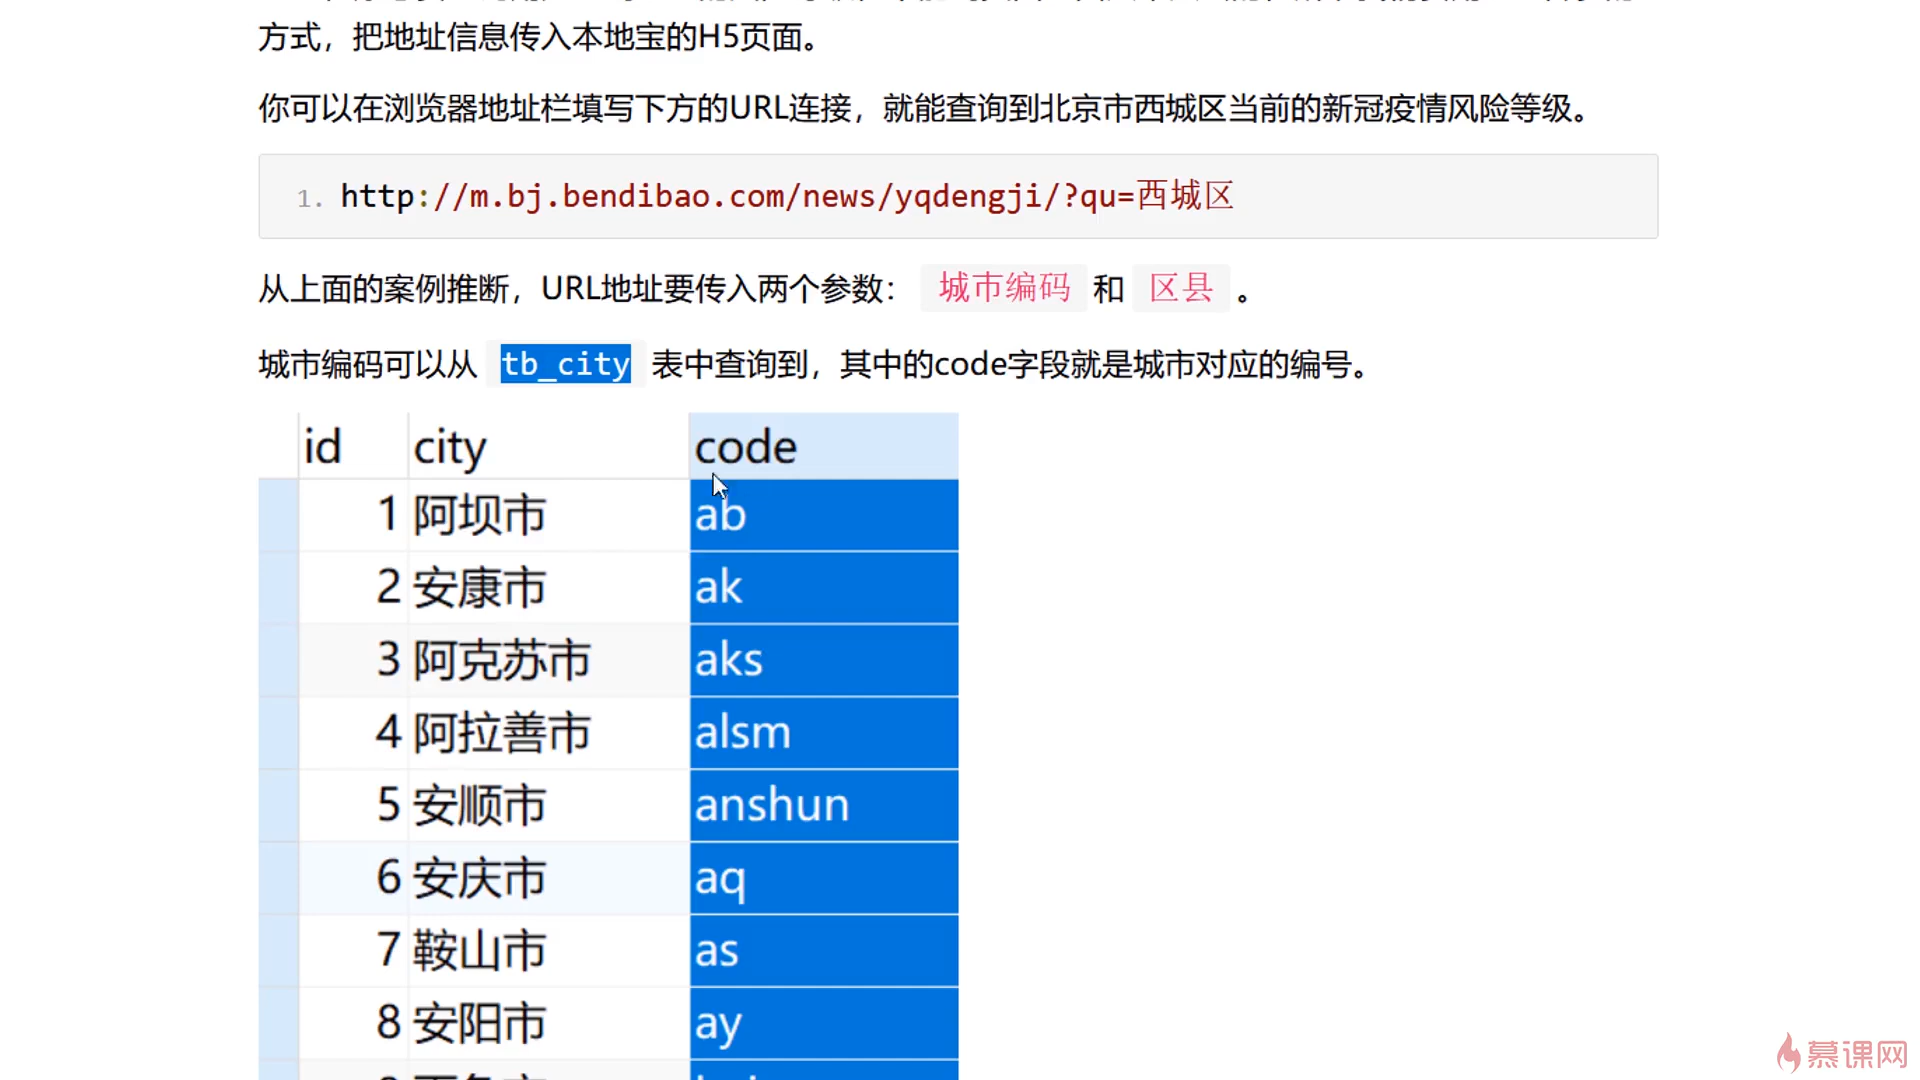 方式，把地址信息传入本地宝的H5页面。
你可以在浏览器地址栏填写下方的URL连接，就能查询到北京市西城区当前的新冠疫情风险等级。
1. http://m.bj.bendibao.com/news/yqdengji/?qu=西城区
从上面的案例推断，URL地址要传入两个参数： 城市编码 和 区县 。
城市编码可以从 tb_city 表中查询到，其中的code字段就是城市对应的编号。
id city code
1 阿坝市 ab
2 安康市 ak
3 阿克苏市 aks
4 阿拉善市 alsm
5 安顺市 anshun
6 安庆市 aq
7 鞍山市 as
8 安阳市 ay
慕课网